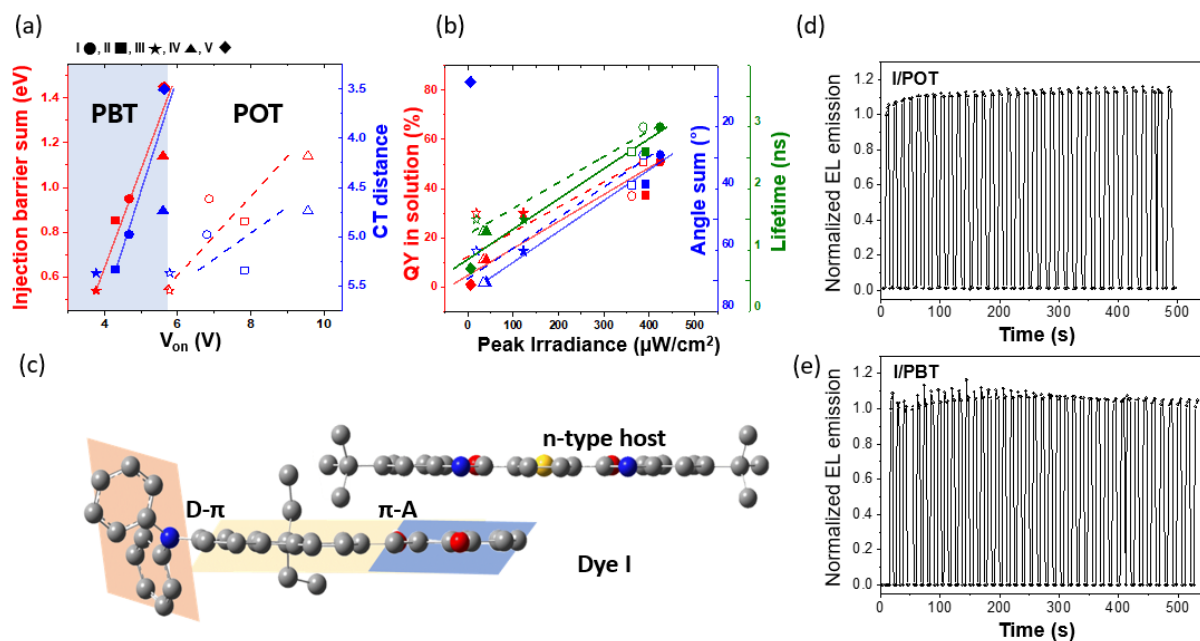 (a)
I ●, II ■, III ★, IV ▲, V ◆
Injection barrier sum (eV)
1.4
1.2
1.0
0.8
0.6
PBT
POT
3.5
4.0
4.5
5.0
5.5
CT distance
4 6 8 10
Von (V)
(b)
QY in solution (%)
80
60
40
20
0
20
40
60
80
Angle sum (°)
3
2
1
0
Lifetime (ns)
0 100 200 300 400 500
Peak Irradiance (µW/cm²)
(c)
n-type host
D-π
π-A
Dye I
(d)
I/POT
Normalized EL emission
1.2
1.0
0.8
0.6
0.4
0.2
0.0
0 100 200 300 400 500
Time (s)
(e)
I/PBT
Normalized EL emission
1.2
1.0
0.8
0.6
0.4
0.2
0.0
0 100 200 300 400 500
Time (s)